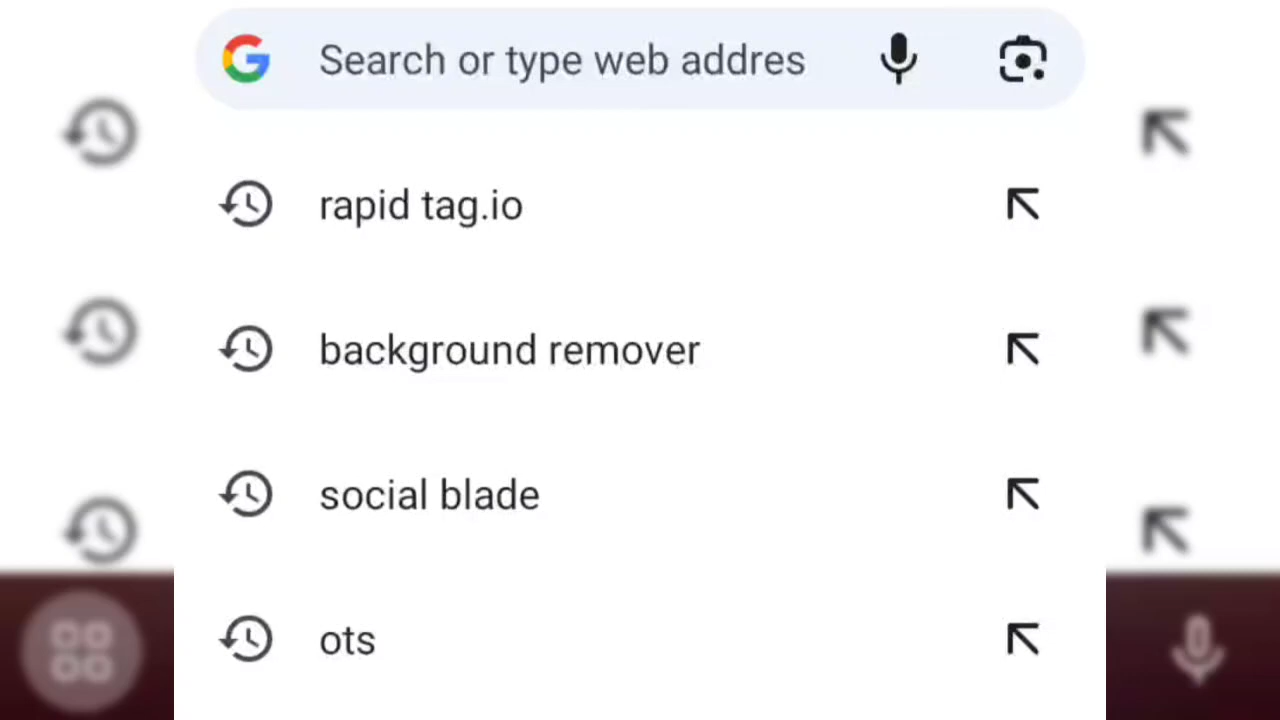 Search or type web addres
rapid tag.io
background remover
social blade
ots